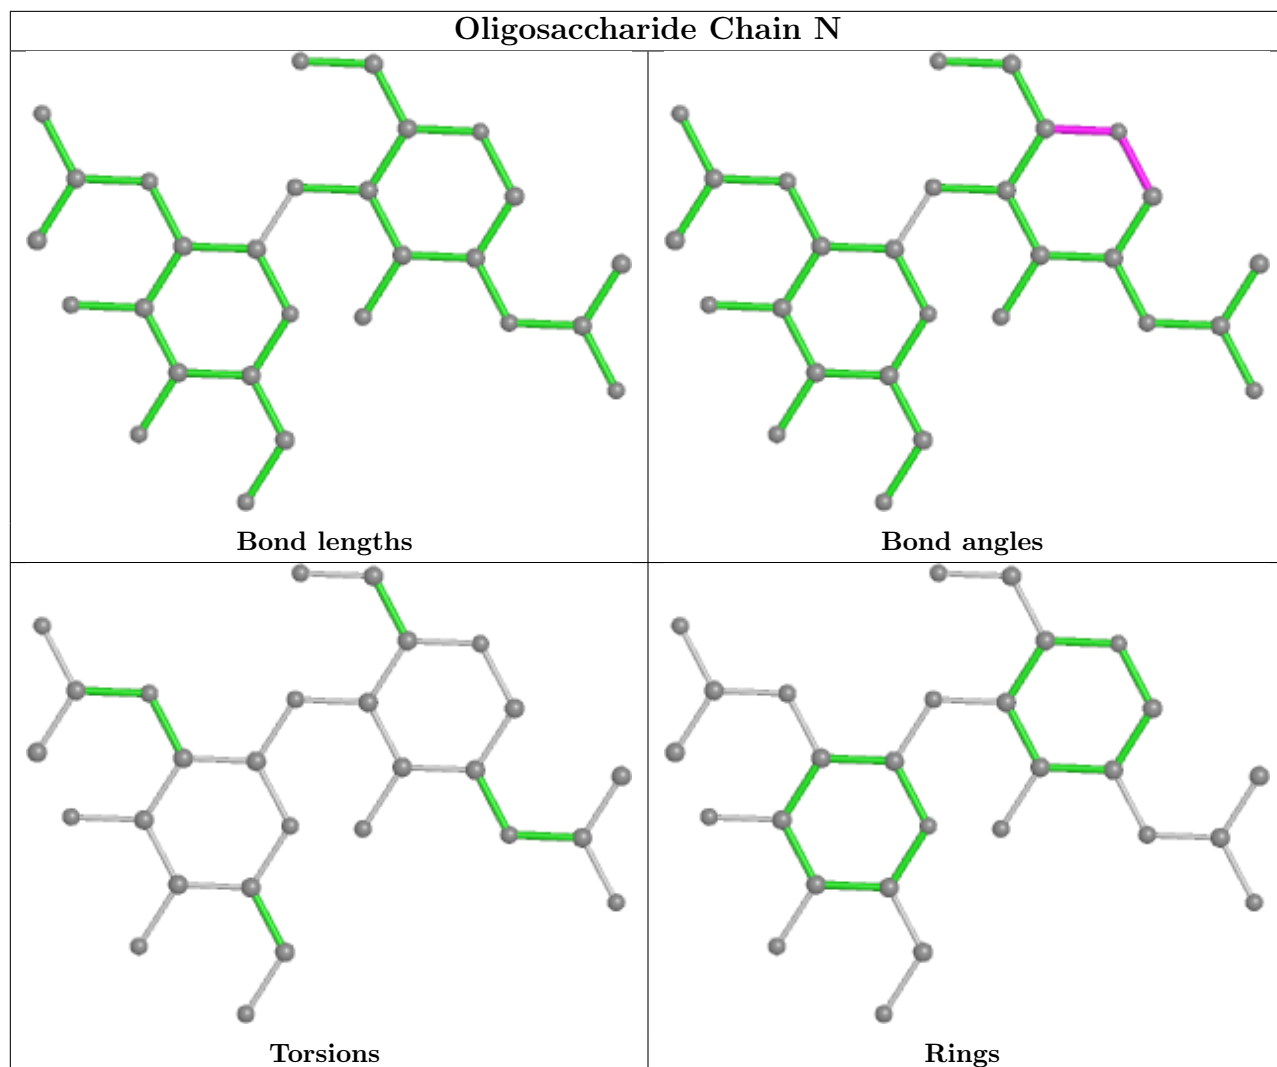 Oligosaccharide Chain N
Bond lengths
Bond angles
Torsions
Rings